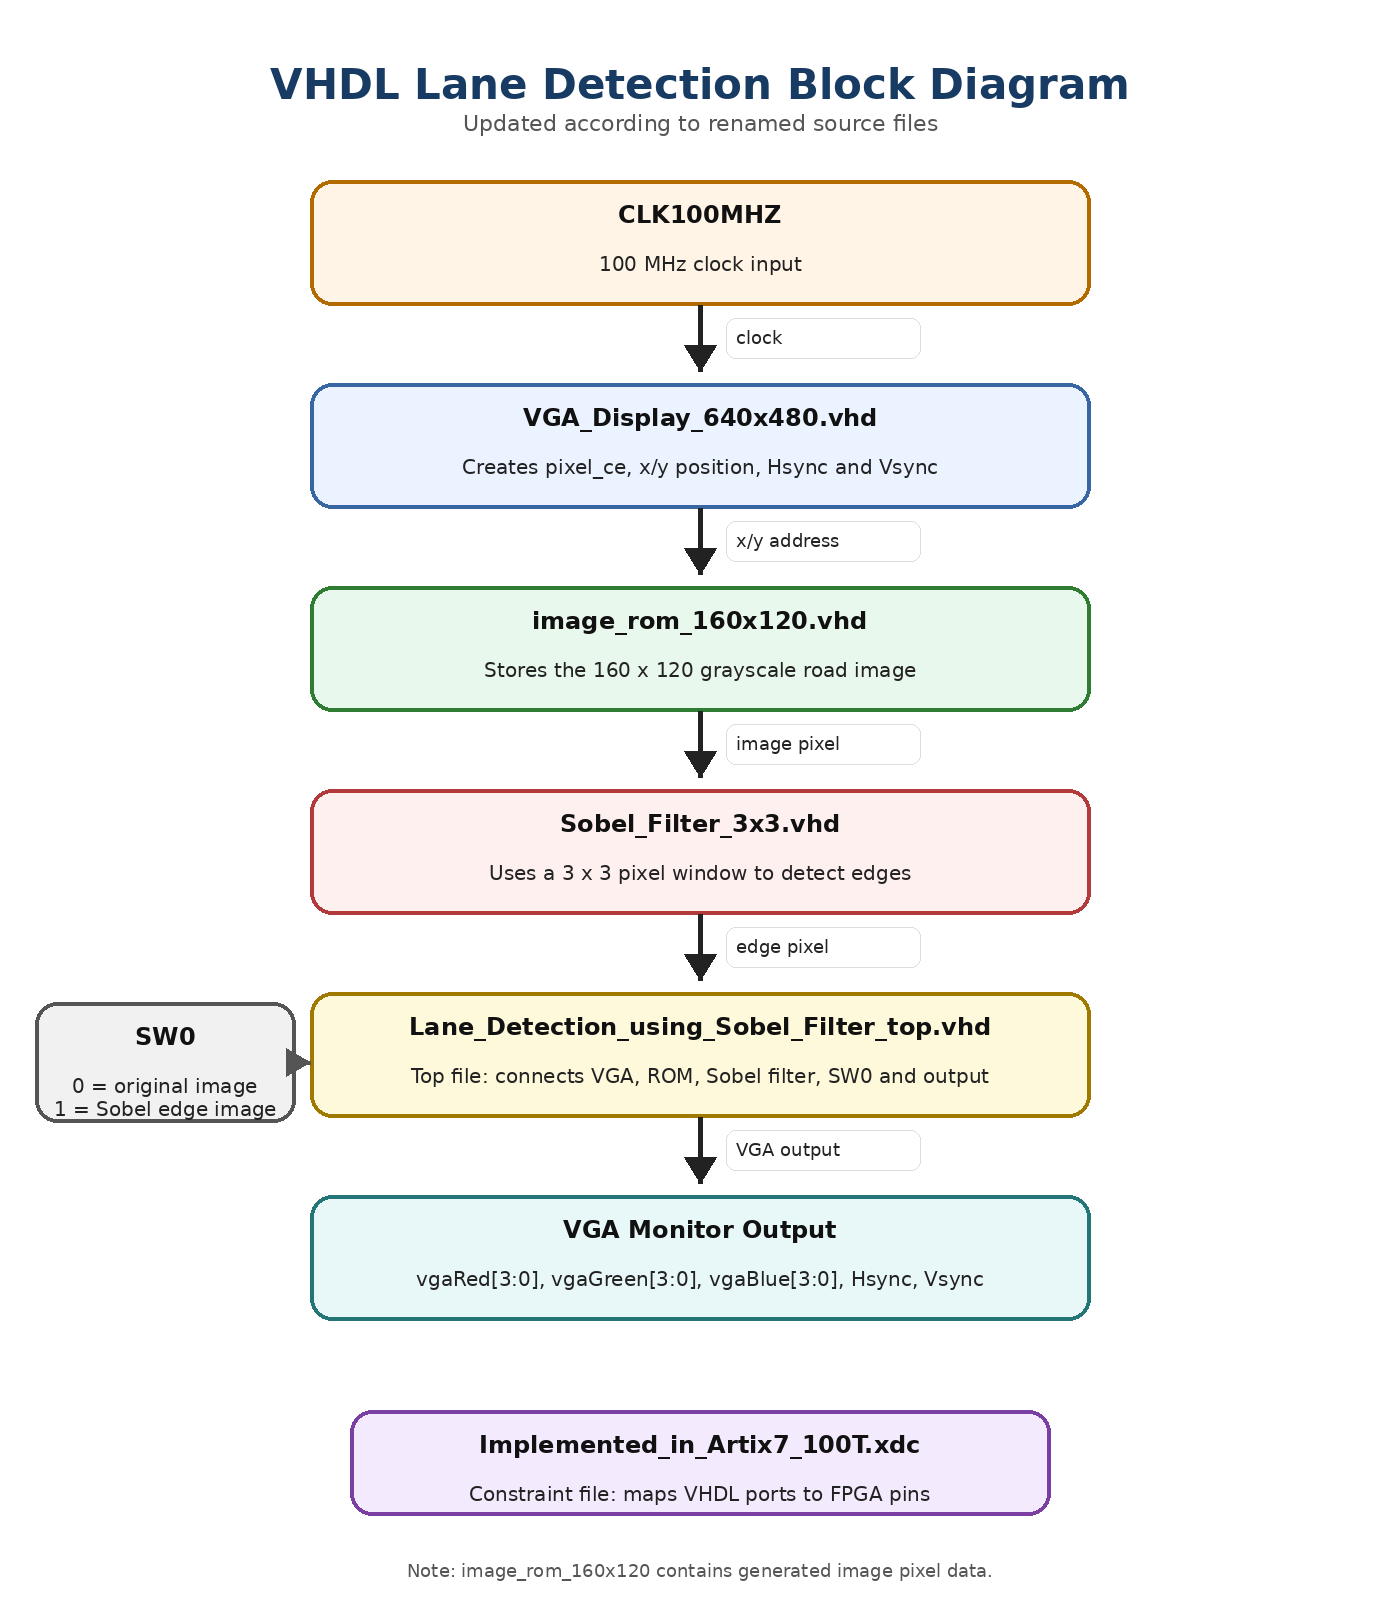 VHDL Lane Detection Block Diagram
Updated according to renamed source files
CLK100MHZ
100 MHz clock input
clock
VGA_Display_640x480.vhd
Creates pixel_ce, x/y position, Hsync and Vsync
x/y address
image_rom_160x120.vhd
Stores the 160 x 120 grayscale road image
image pixel
Sobel_Filter_3x3.vhd
Uses a 3 x 3 pixel window to detect edges
edge pixel
SW0
0 = original image
1 = Sobel edge image
Lane_Detection_using_Sobel_Filter_top.vhd
Top file: connects VGA, ROM, Sobel filter, SW0 and output
VGA output
VGA Monitor Output
vgaRed[3:0], vgaGreen[3:0], vgaBlue[3:0], Hsync, Vsync
Implemented_in_Artix7_100T.xdc
Constraint file: maps VHDL ports to FPGA pins
Note: image_rom_160x120 contains generated image pixel data.